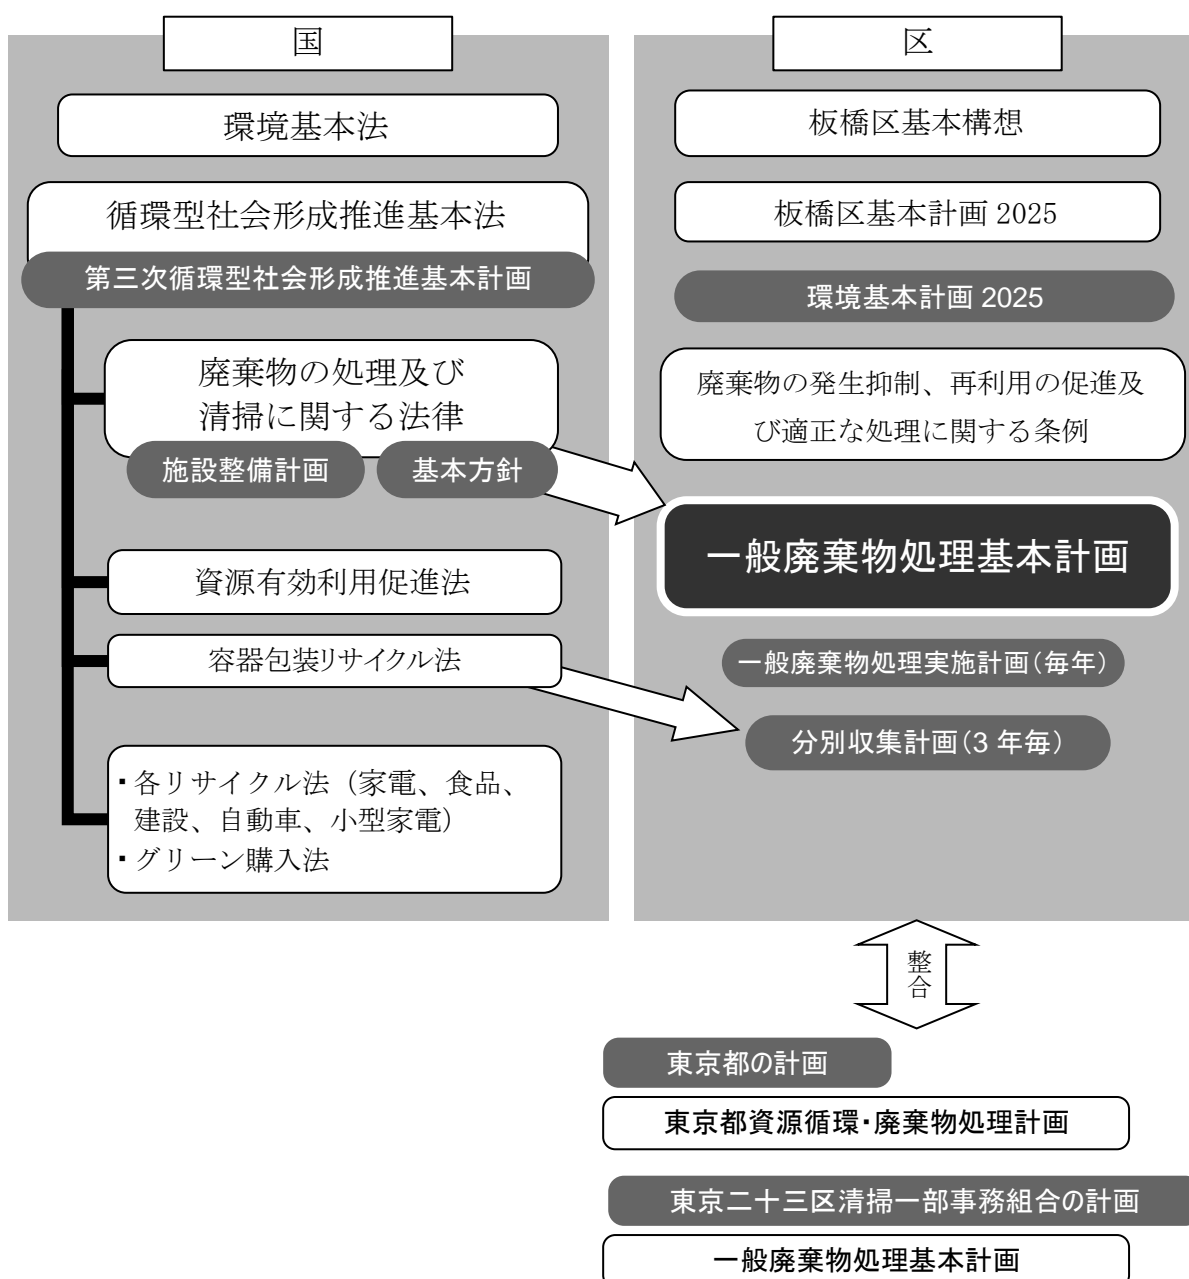 国
環境基本法
循環型社会形成推進基本法
第三次循環型社会形成推進基本計画
廃棄物の処理及び
清掃に関する法律
施設整備計画
基本方針
資源有効利用促進法
容器包装リサイクル法
・各リサイクル法（家電、食品、
建設、自動車、小型家電）
・グリーン購入法
区
板橋区基本構想
板橋区基本計画 2025
環境基本計画 2025
廃棄物の発生抑制、再利用の促進及
び適正な処理に関する条例
一般廃棄物処理基本計画
一般廃棄物処理実施計画（毎年）
分別収集計画（3 年毎）
整合
東京都の計画
東京都資源循環・廃棄物処理計画
東京二十三区清掃一部事務組合の計画
一般廃棄物処理基本計画